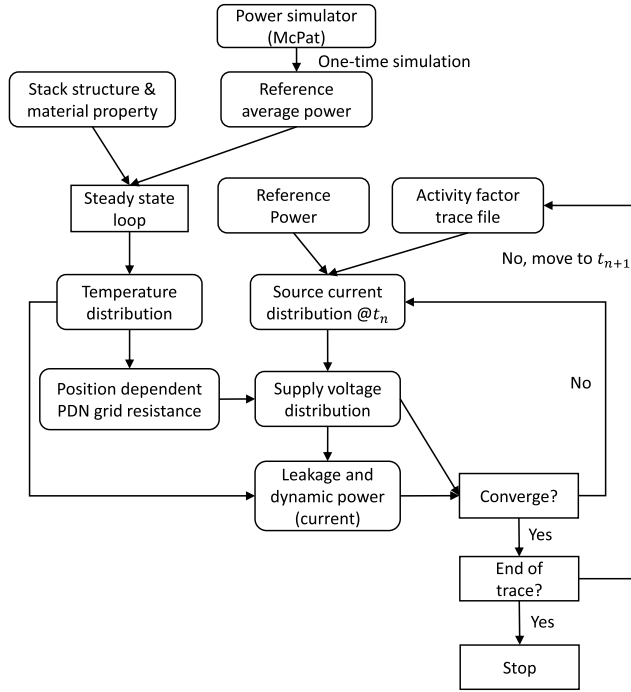 Power simulator
(McPat)
One-time simulation
Stack structure &
material property
Reference
average power
Steady state
loop
Reference
Power
Activity factor
trace file
No, move to tₙ₊₁
Temperature
distribution
Source current
distribution @tₙ
Position dependent
PDN grid resistance
Supply voltage
distribution
No
Leakage and
dynamic power
(current)
Converge?
Yes
End of
trace?
Yes
Stop